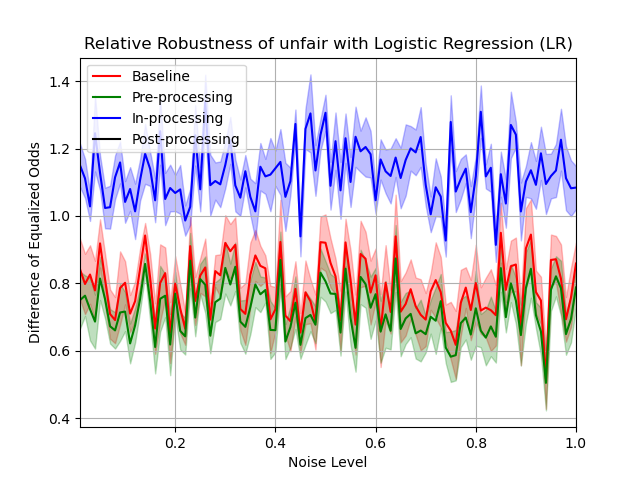 Relative Robustness of unfair with Logistic Regression (LR)
Baseline
Pre-processing
In-processing
Post-processing
1.4
1.2
1.0
0.8
0.6
0.4
Difference of Equalized Odds
0.2 0.4 0.6 0.8 1.0
Noise Level